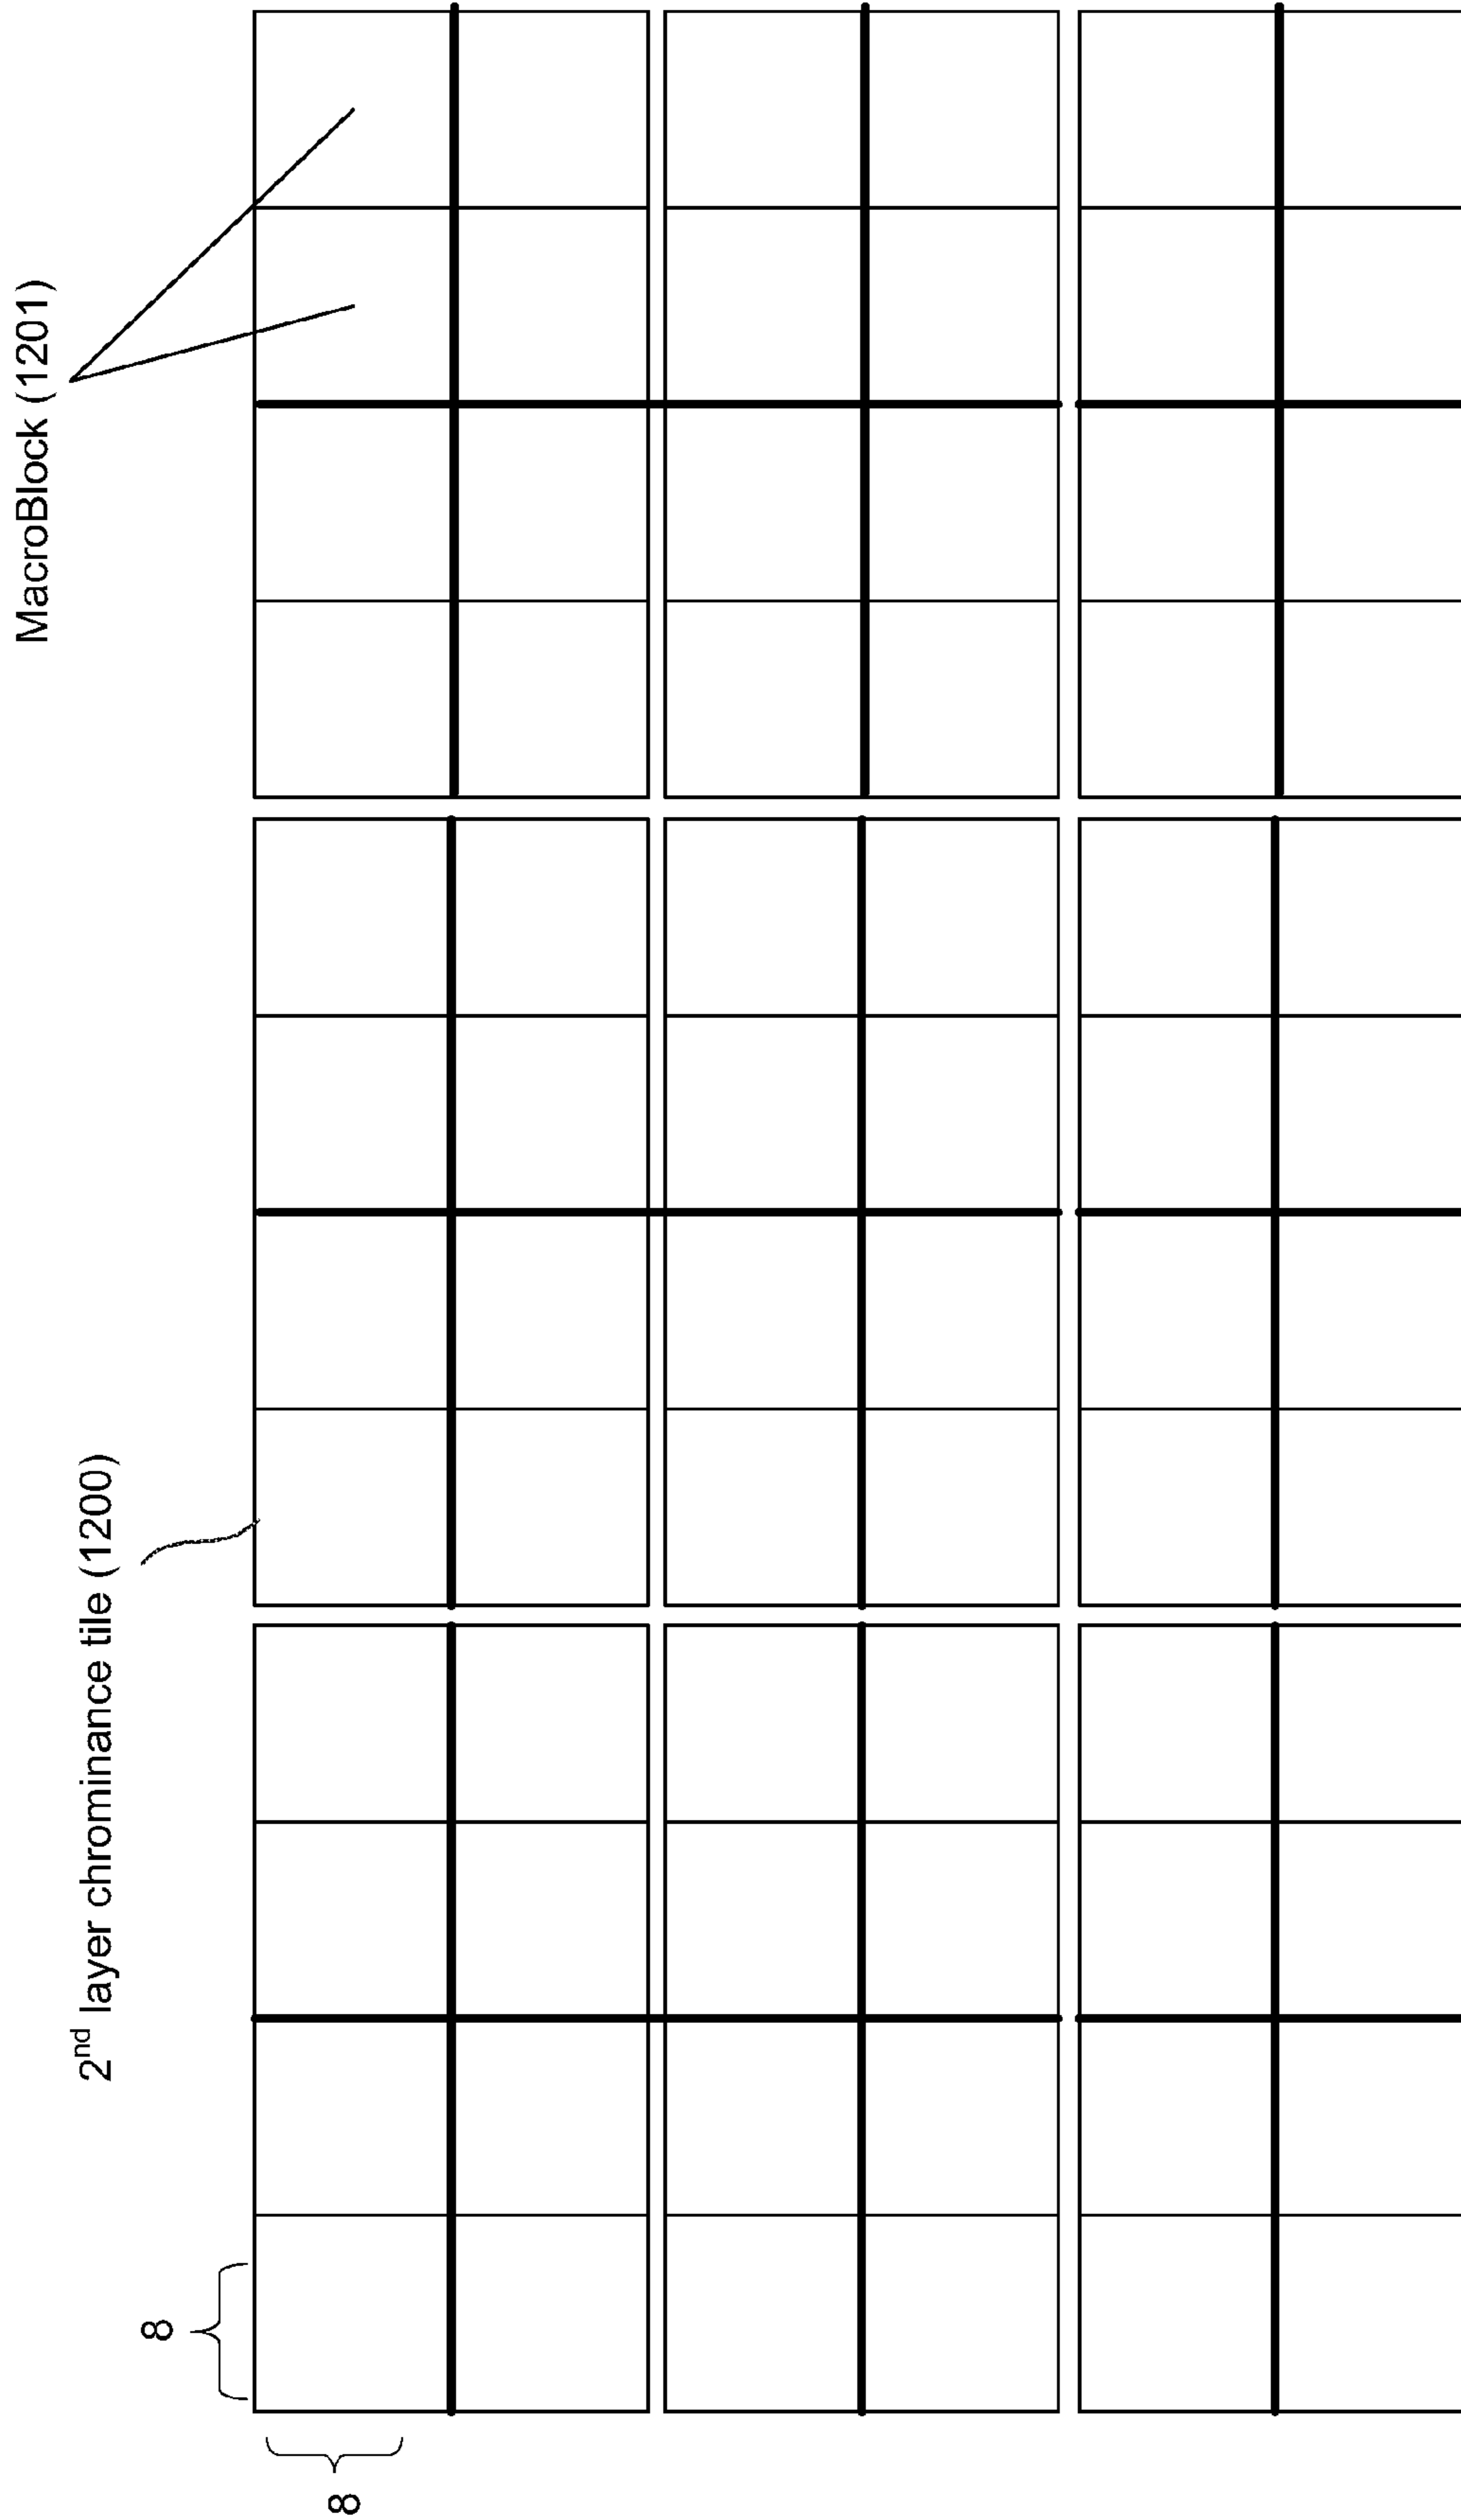 MacroBlock (1201)
2nd layer chrominance tile (1200)
8
8